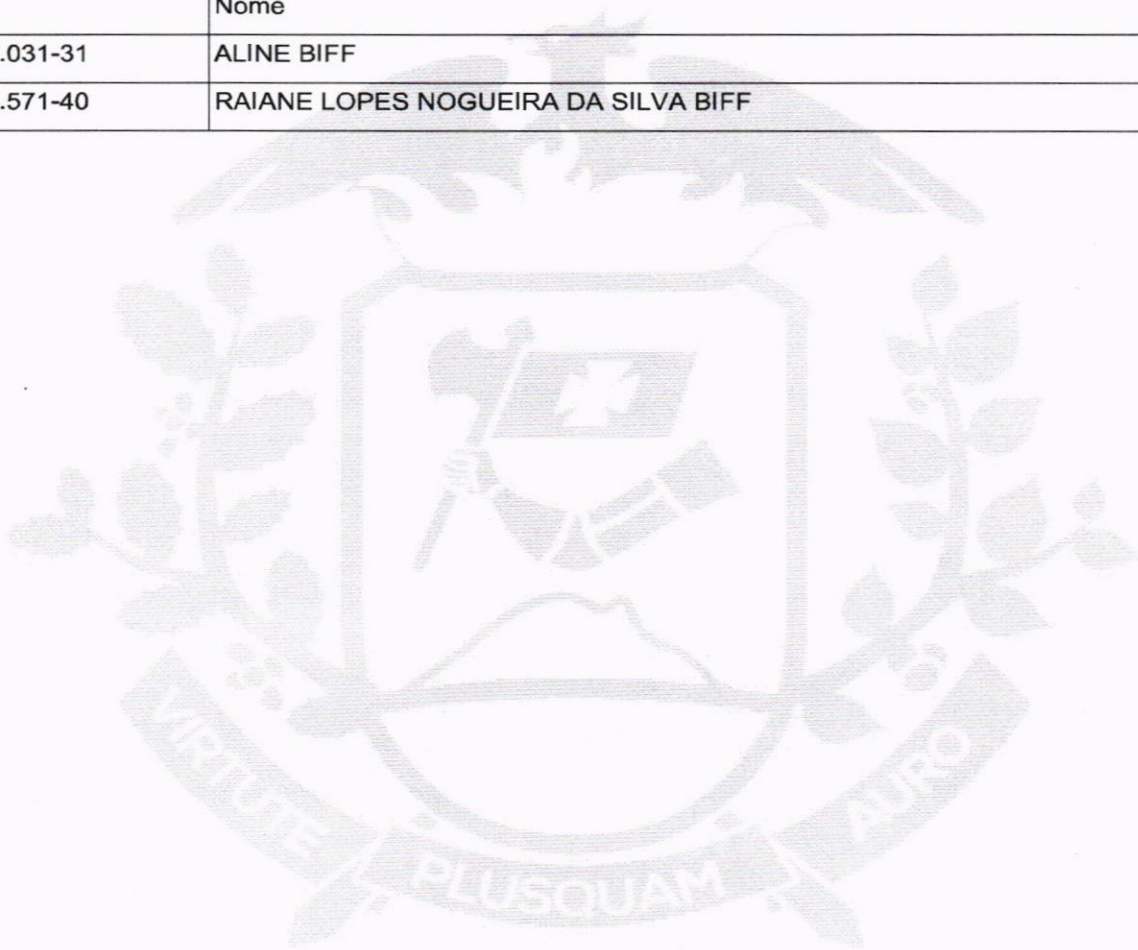 Nome
.031-31 ALINE BIFF
.571-40 RAIANE LOPES NOGUEIRA DA SILVA BIFF
VIRTUTE PLUSQUAM AURO